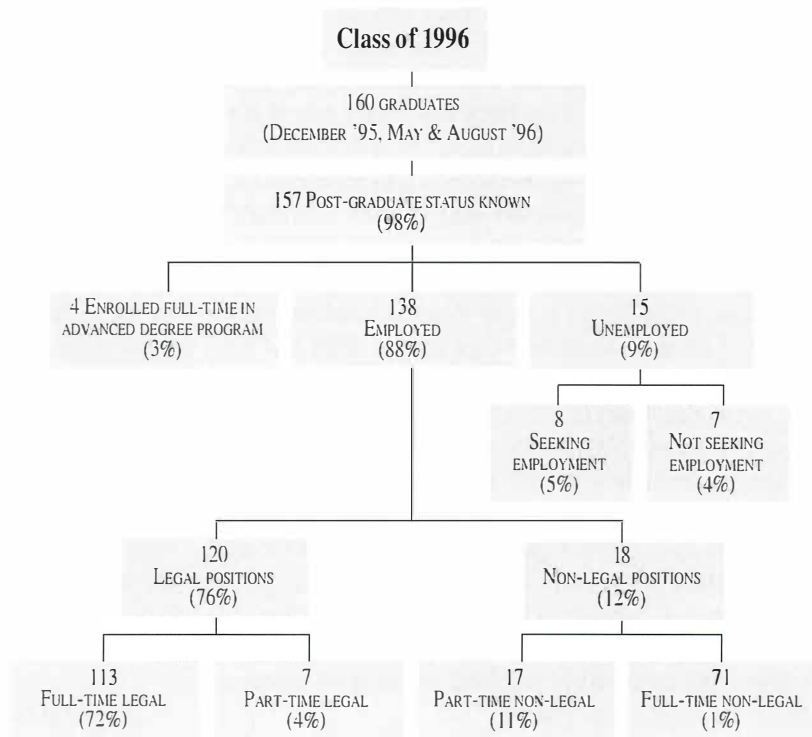 Class of 1996
160 GRADUATES
(DECEMBER '95, MAY & AUGUST '96)
157 POST-GRADUATE STATUS KNOWN
(98%)
4 ENROLLED FULL-TIME IN
ADVANCED DEGREE PROGRAM
(3%)
138
EMPLOYED
(88%)
15
UNEMPLOYED
(9%)
8
SEEKING
EMPLOYMENT
(5%)
7
NOT SEEKING
EMPLOYMENT
(4%)
120
LEGAL POSITIONS
(76%)
18
NON-LEGAL POSITIONS
(12%)
113
FULL-TIME LEGAL
(72%)
7
PART-TIME LEGAL
(4%)
17
PART-TIME NON-LEGAL
(11%)
71
FULL-TIME NON-LEGAL
(1%)